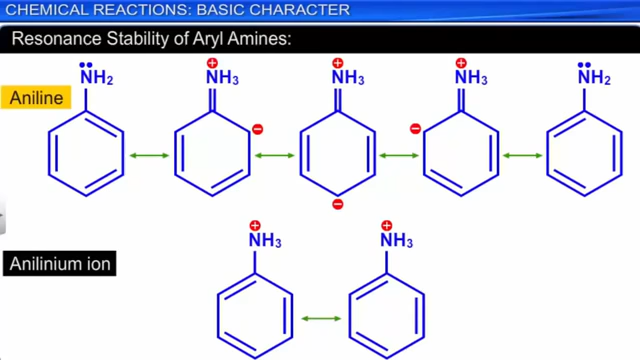 CHEMICAL REACTIONS: BASIC CHARACTER
Resonance Stability of Aryl Amines:
NH2 NH3 NH3 NH3 NH2
Aniline
NH3 NH3
Anilinium ion